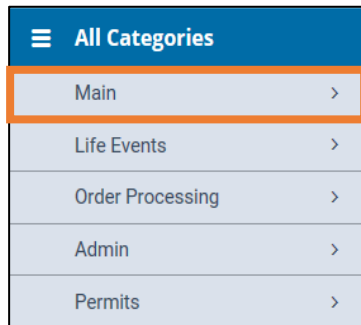 All Categories
Main
Life Events
Order Processing
Admin
Permits